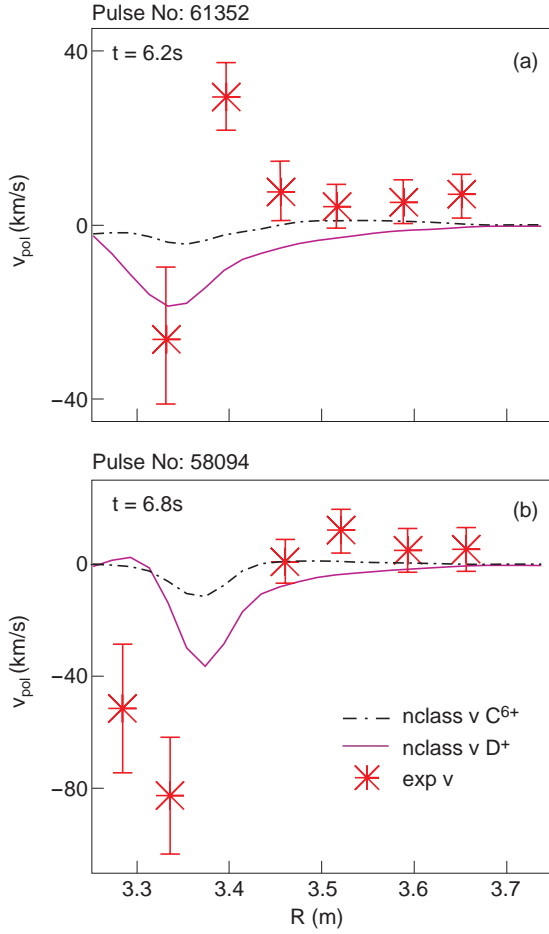 Pulse No: 61352
t = 6.2s
(a)
40
0
−40
v_pol (km/s)
Pulse No: 58094
t = 6.8s
(b)
0
−40
−80
v_pol (km/s)
nclass v C⁶⁺
nclass v D⁺
exp v
3.3 3.4 3.5 3.6 3.7
R (m)